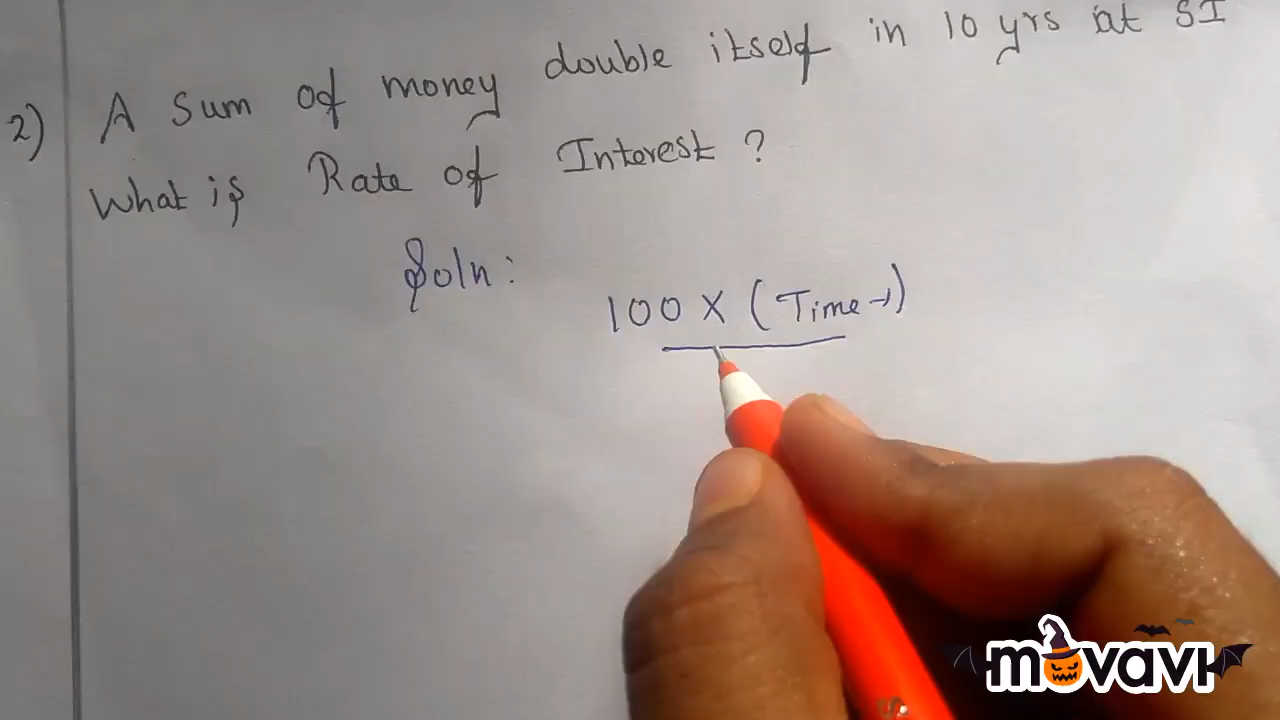 2) A Sum of money double itself in 10 yrs at SI
What is Rate of Interest ?
Soln :
100 X (Time-1)
movavi